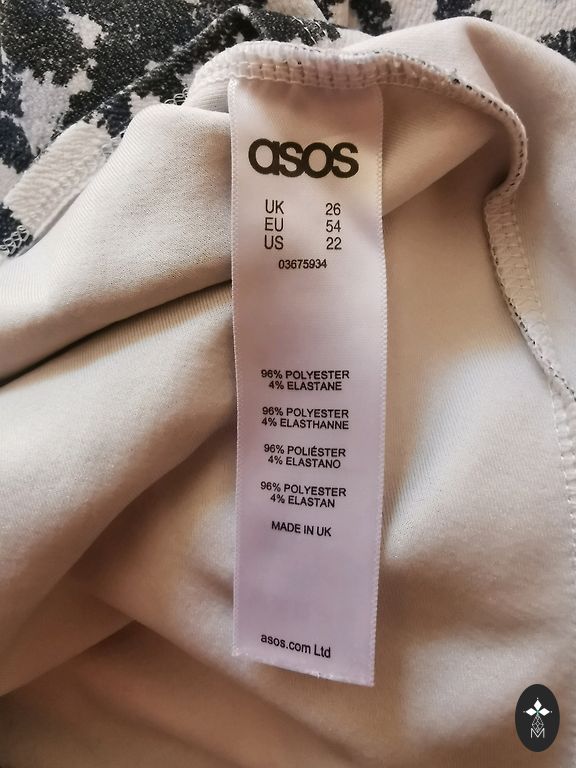 asos
UK 26
EU 54
US 22
03675934
96% POLYESTER
4% ELASTANE
96% POLYESTER
4% ELASTHANNE
96% POLIÉSTER
4% ELASTANO
96% POLYESTER
4% ELASTAN
MADE IN UK
asos.com Ltd
M